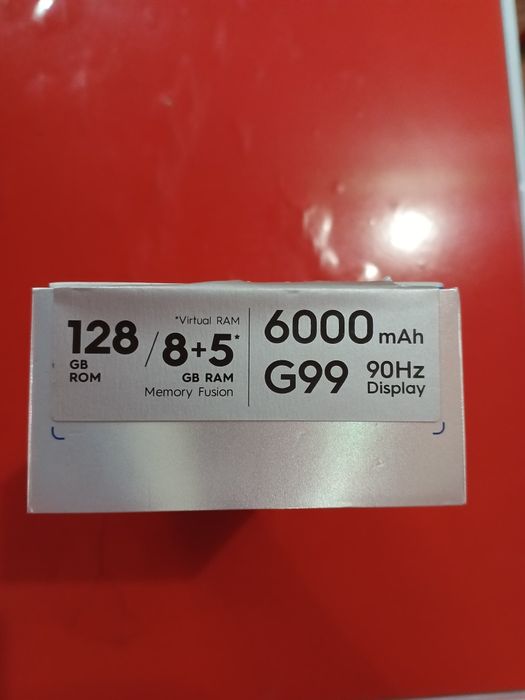 128
GB
ROM
/
*Virtual RAM
8+5*
GB RAM
Memory Fusion
6000 mAh
G99
90Hz
Display